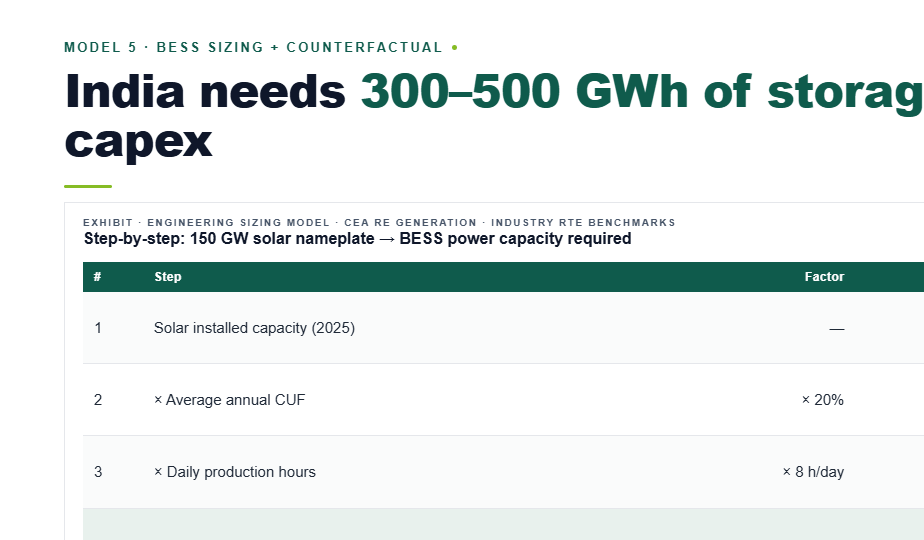 MODEL 5 · BESS SIZING + COUNTERFACTUAL
India needs 300–500 GWh of storag
capex
EXHIBIT · ENGINEERING SIZING MODEL · CEA RE GENERATION · INDUSTRY RTE BENCHMARKS
Step-by-step: 150 GW solar nameplate → BESS power capacity required
# Step Factor
1 Solar installed capacity (2025) —
2 × Average annual CUF × 20%
3 × Daily production hours × 8 h/day